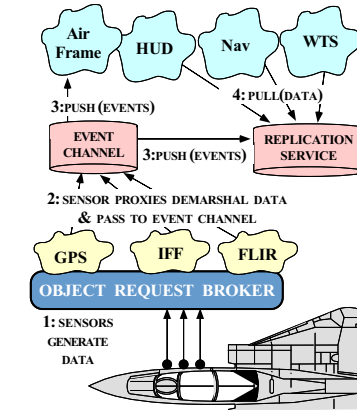 Air
Frame
HUD
Nav
WTS
4: PULL(DATA)
3:PUSH (EVENTS)
EVENT
CHANNEL
REPLICATION
SERVICE
3:PUSH (EVENTS)
2: SENSOR PROXIES DEMARSHAL DATA
& PASS TO EVENT CHANNEL
GPS
IFF
FLIR
OBJECT REQUEST BROKER
1: SENSORS
GENERATE
DATA